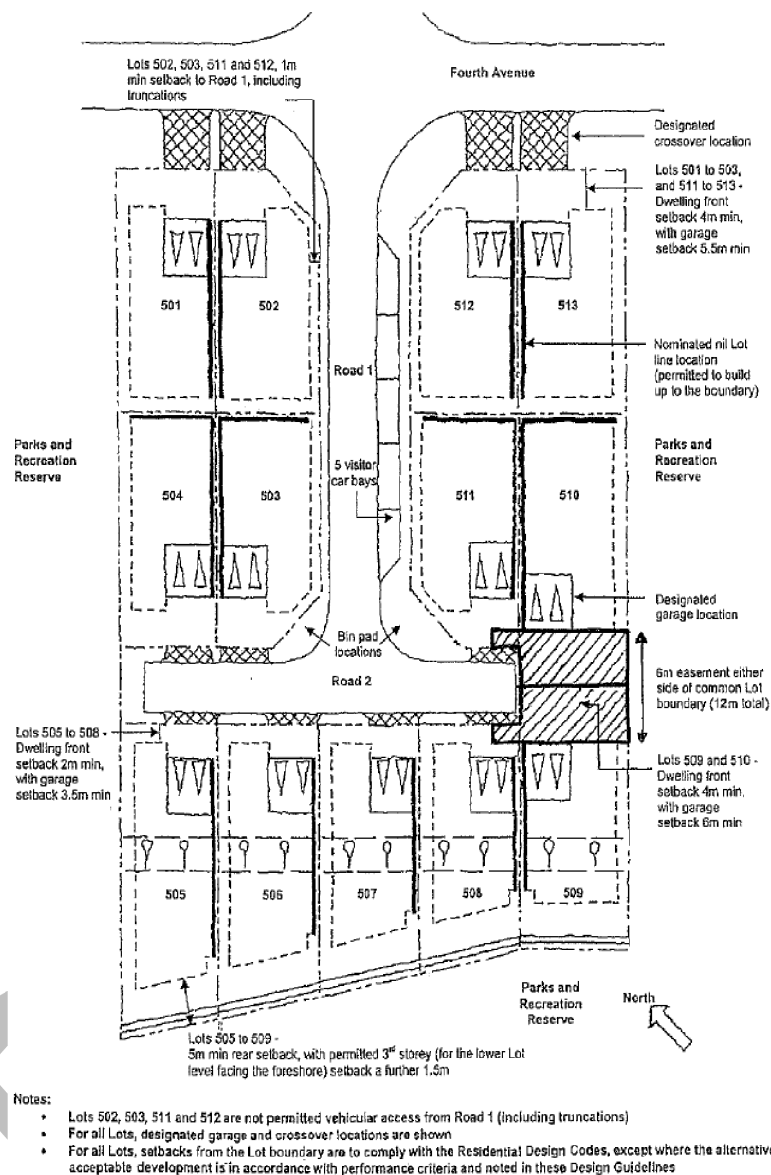 Lots 502, 503, 511 and 512, 1m
min setback to Road 1, including
truncations
Fourth Avenue
Designated
crossover location
Lots 501 to 503,
and 511 to 513 -
Dwelling front
setback 4m min,
with garage
setback 5.5m min
501
502
512
513
Nominated nil Lot
line location
(permitted to build
up to the boundary)
Road 1
Parks and
Recreation
Reserve
Parks and
Recreation
Reserve
5 visitor
car bays
504
503
511
510
Designated
garage location
Bin pad
locations
Road 2
6m easement either
side of common Lot
boundary (12m total)
Lots 505 to 508 -
Dwelling front
setback 2m min,
with garage
setback 3.5m min
Lots 509 and 510 -
Dwelling front
setback 4m min,
with garage
setback 6m min
505
506
507
508
509
Parks and
Recreation
Reserve
North
Lots 505 to 509 -
5m min rear setback, with permitted 3rd storey (for the lower Lot
level facing the foreshore) setback a further 1.5m
Notes:
• Lots 502, 503, 511 and 512 are not permitted vehicular access from Road 1 (including truncations)
• For all Lots, designated garage and crossover locations are shown
• For all Lots, setbacks from the Lot boundary are to comply with the Residential Design Codes, except where the alternative
acceptable development is in accordance with performance criteria and noted in these Design Guidelines